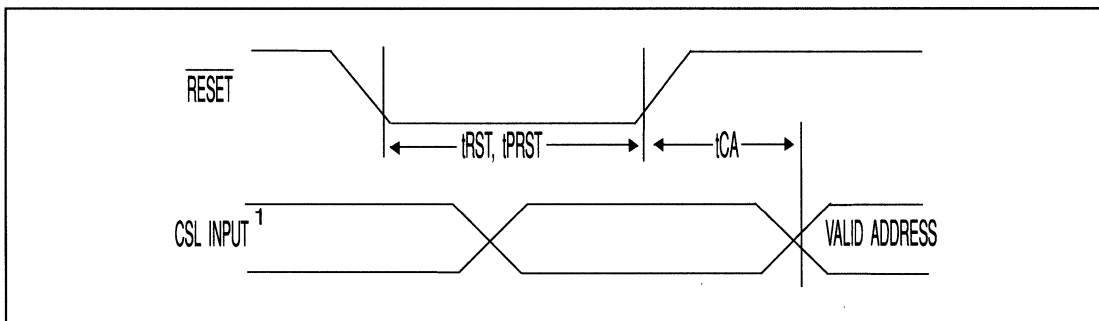 RESET
tRST, tPRST
tCA
CSL INPUT 1
VALID ADDRESS